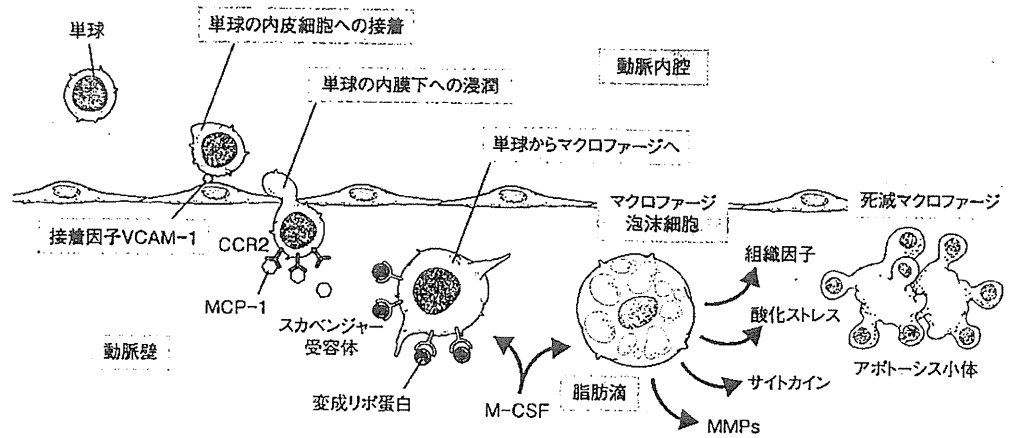 単球
単球の内皮細胞への接着
動脈内腔
単球の内膜下への浸潤
単球からマクロファージへ
マクロファージ
泡沫細胞
死滅マクロファージ
接着因子VCAM-1
CCR2
組織因子
MCP-1
スカベンジャー
受容体
酸化ストレス
動脈壁
アポトーシス小体
変成リポ蛋白
M-CSF
脂肪滴
サイトカイン
MMPs